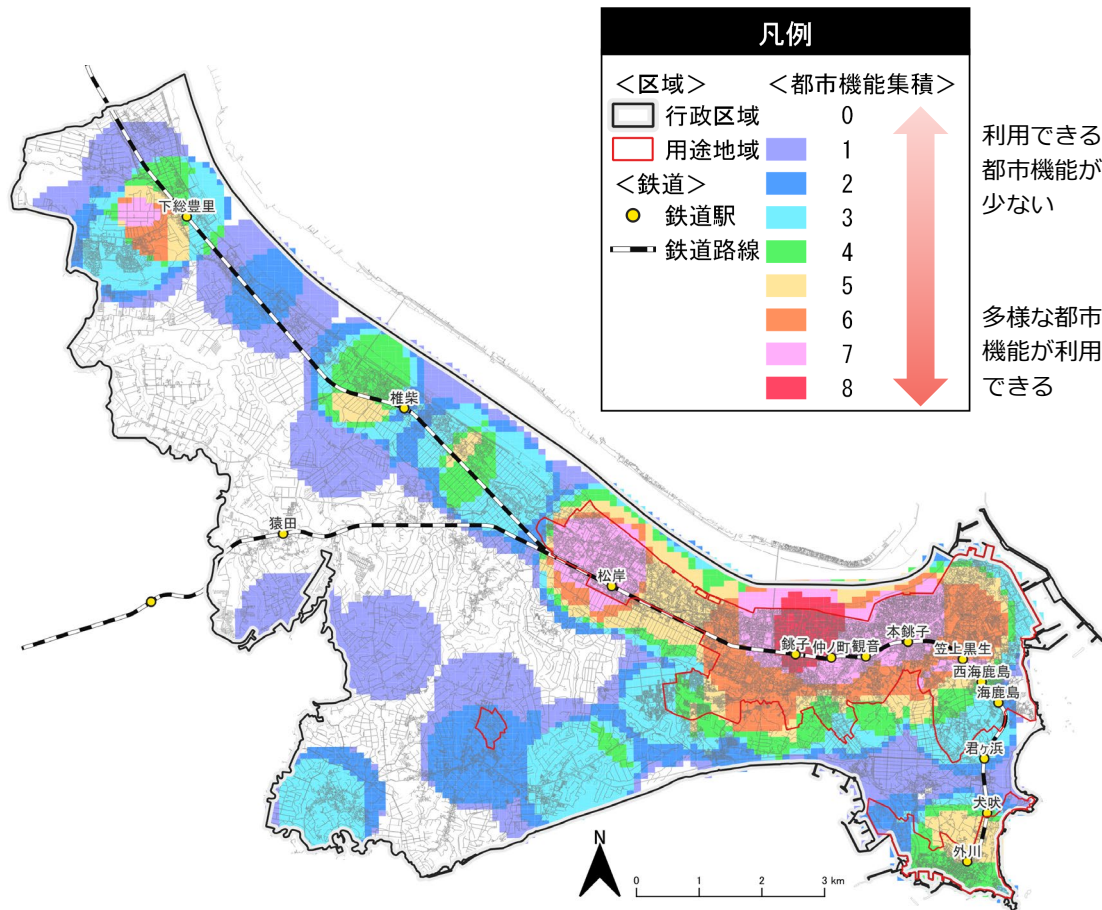 凡例
＜区域＞
行政区域
用途地域
＜鉄道＞
鉄道駅
鉄道路線
＜都市機能集積＞
0
1
2
3
4
5
6
7
8
利用できる
都市機能が
少ない
多様な都市
機能が利用
できる
下総豊里
椎柴
猿田
松岸
銚子
仲ノ町
観音
本銚子
笠上黒生
西海鹿島
海鹿島
君ヶ浜
犬吠
外川
N
0 1 2 3 km